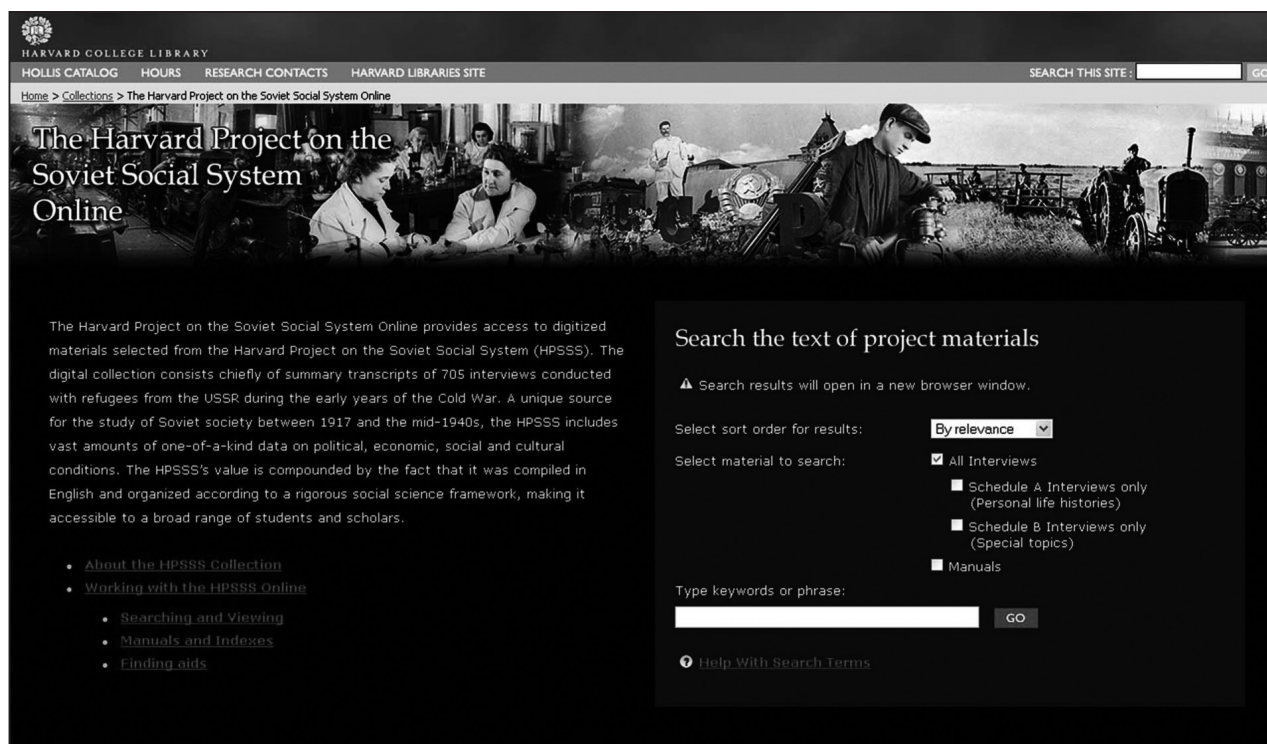 HARVARD COLLEGE LIBRARY
HOLLIS CATALOG HOURS RESEARCH CONTACTS HARVARD LIBRARIES SITE SEARCH THIS SITE : GO
Home > Collections > The Harvard Project on the Soviet Social System Online
The Harvard Project on the
Soviet Social System
Online
The Harvard Project on the Soviet Social System Online provides access to digitized
materials selected from the Harvard Project on the Soviet Social System (HPSSS). The
digital collection consists chiefly of summary transcripts of 705 interviews conducted
with refugees from the USSR during the early years of the Cold War. A unique source
for the study of Soviet society between 1917 and the mid-1940s, the HPSSS includes
vast amounts of one-of-a-kind data on political, economic, social and cultural
conditions. The HPSSS's value is compounded by the fact that it was compiled in
English and organized according to a rigorous social science framework, making it
accessible to a broad range of students and scholars.
About the HPSSS Collection
Working with the HPSSS Online
Searching and Viewing
Manuals and Indexes
Finding aids
Search the text of project materials
Search results will open in a new browser window.
Select sort order for results: By relevance
Select material to search: All Interviews
Schedule A Interviews only
(Personal life histories)
Schedule B Interviews only
(Special topics)
Manuals
Type keywords or phrase:
GO
Help With Search Terms